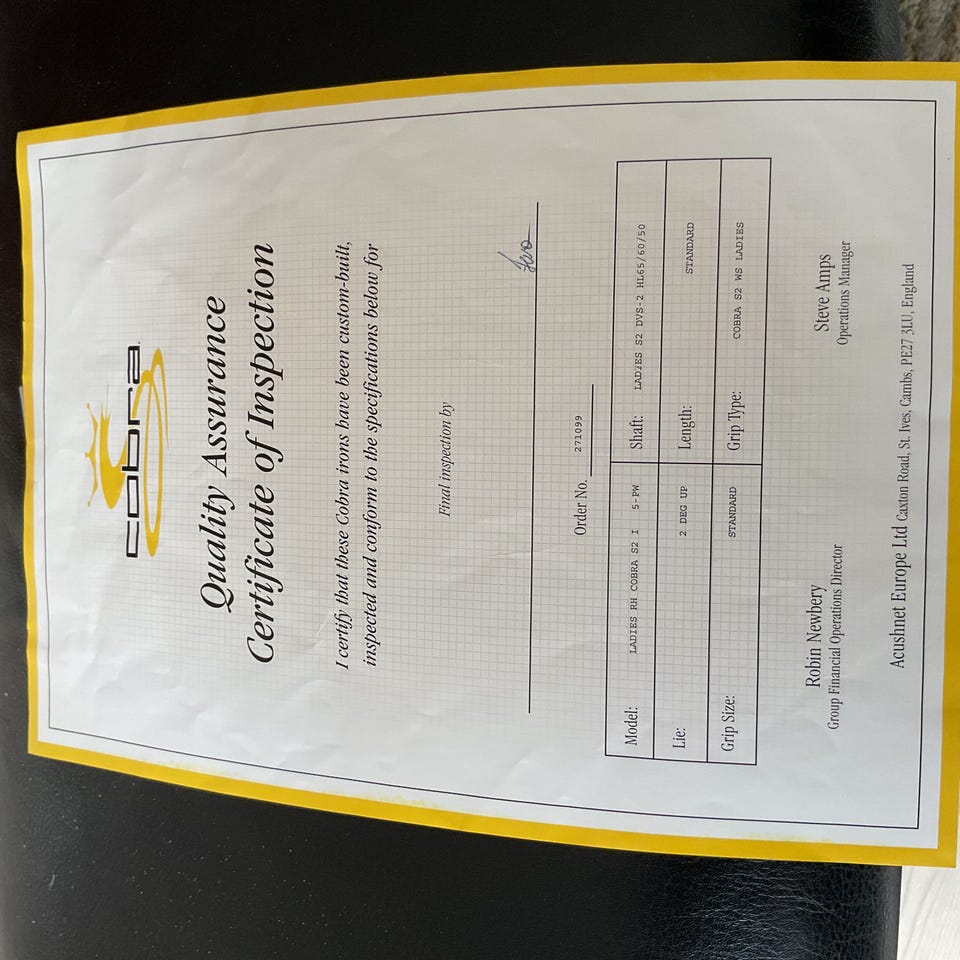 cobra
Quality Assurance
Certificate of Inspection
I certify that these Cobra irons have been custom-built,
inspected and conform to the specifications below for
Final inspection by
Order No. 271099
Model: LADIES RH COBRA S2 I 5-PW Shaft: LADIES S2 DVS-2 HL65/60/50
Lie: 2 DEG UP Length: STANDARD
Grip Size: STANDARD Grip Type: COBRA S2 WS LADIES
Robin Newbery Steve Amps
Group Financial Operations Director Operations Manager
Acushnet Europe Ltd Caxton Road, St. Ives, Cambs, PE27 3LU, England